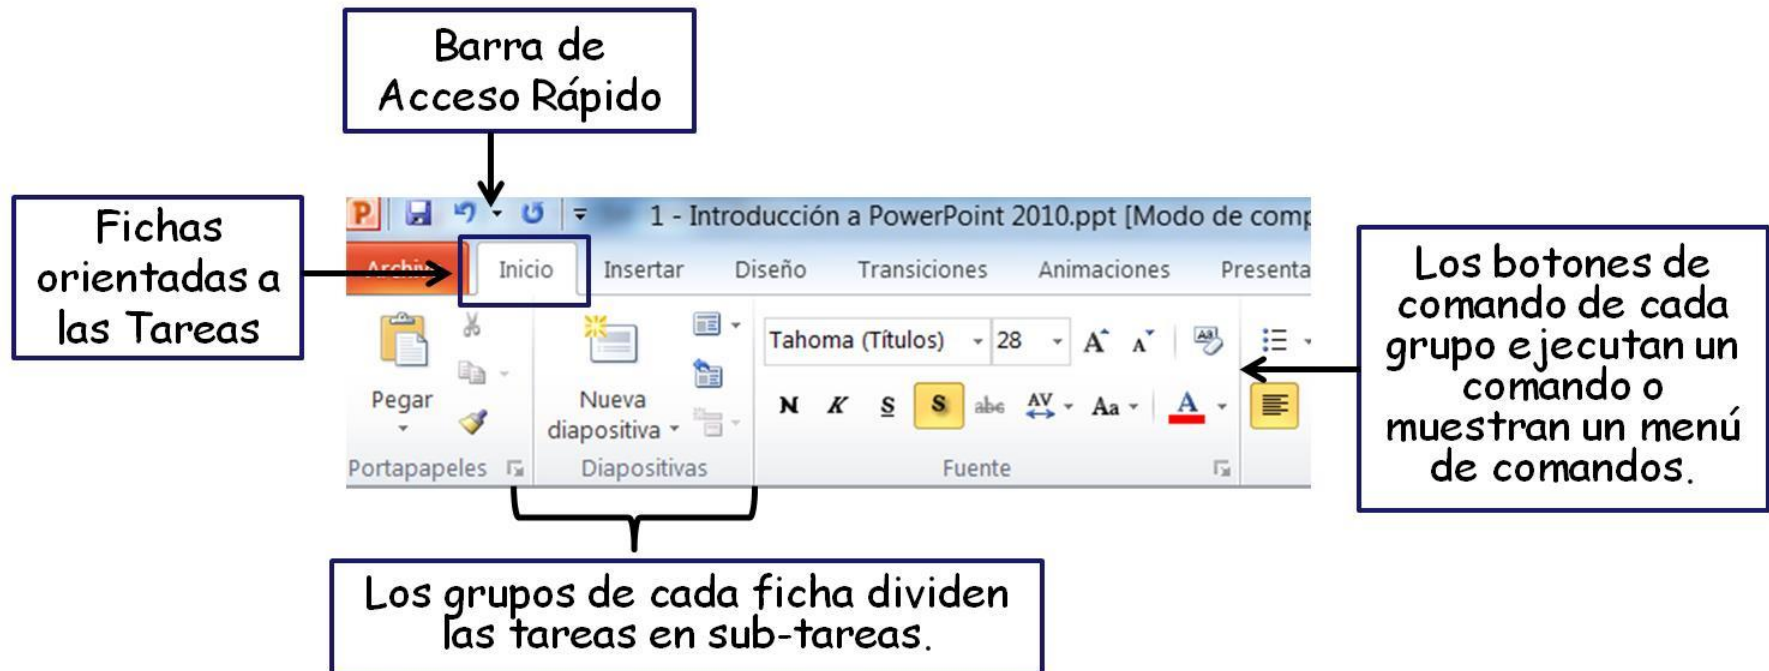 Barra de
Acceso Rápido
Fichas
orientadas a
las Tareas
1 - Introducción a PowerPoint 2010.ppt [Modo de comp
Inicio Insertar Diseño Transiciones Animaciones Presenta
Tahoma (Títulos) 28 A A Aa
Pegar
Nueva
diapositiva
N K S S abc AV Aa A
Portapapeles Diapositivas Fuente
Los botones de
comando de cada
grupo ejecutan un
comando o
muestran un menú
de comandos.
Los grupos de cada ficha dividen
las tareas en sub-tareas.